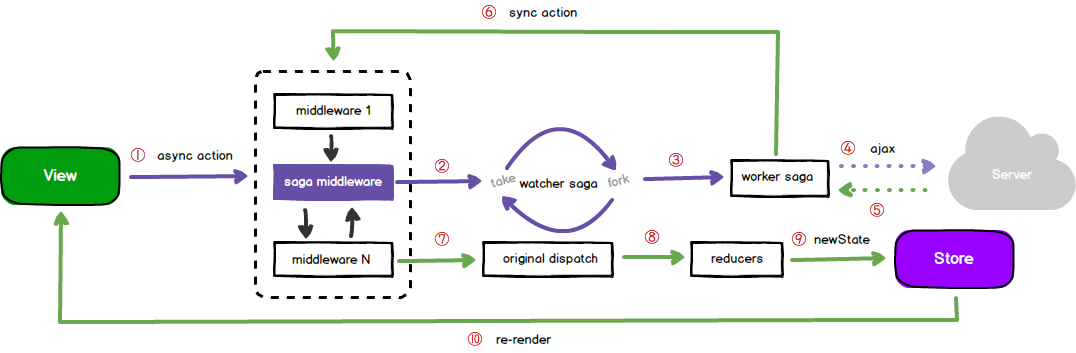 ⑥ sync action
middleware 1
View
① async action
saga middleware
②
take
watcher saga
fork
③
worker saga
④ ajax
⑤
Server
middleware N
⑦
original dispatch
⑧
reducers
⑨ newState
Store
⑩ re-render